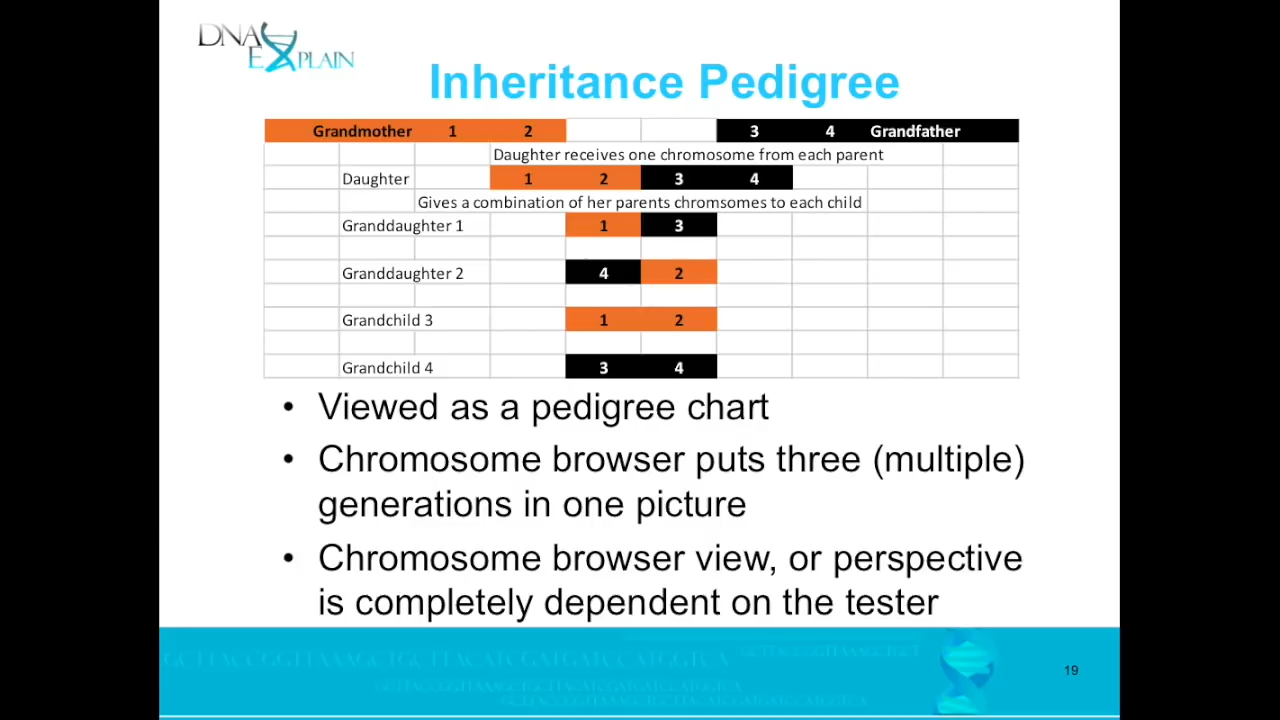 DNA
EXPLAIN
Inheritance Pedigree
Grandmother 1 2 3 4 Grandfather
Daughter receives one chromosome from each parent
Daughter 1 2 3 4
Gives a combination of her parents chromsomes to each child
Granddaughter 1 1 3
Granddaughter 2 4 2
Grandchild 3 1 2
Grandchild 4 3 4
• Viewed as a pedigree chart
• Chromosome browser puts three (multiple)
generations in one picture
• Chromosome browser view, or perspective
is completely dependent on the tester
19